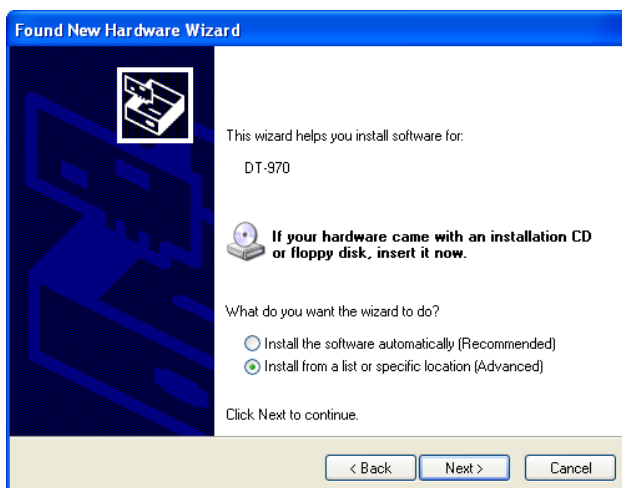 Found New Hardware Wizard
This wizard helps you install software for:
DT-970
If your hardware came with an installation CD
or floppy disk, insert it now.
What do you want the wizard to do?
Install the software automatically (Recommended)
Install from a list or specific location (Advanced)
Click Next to continue.
< Back Next > Cancel